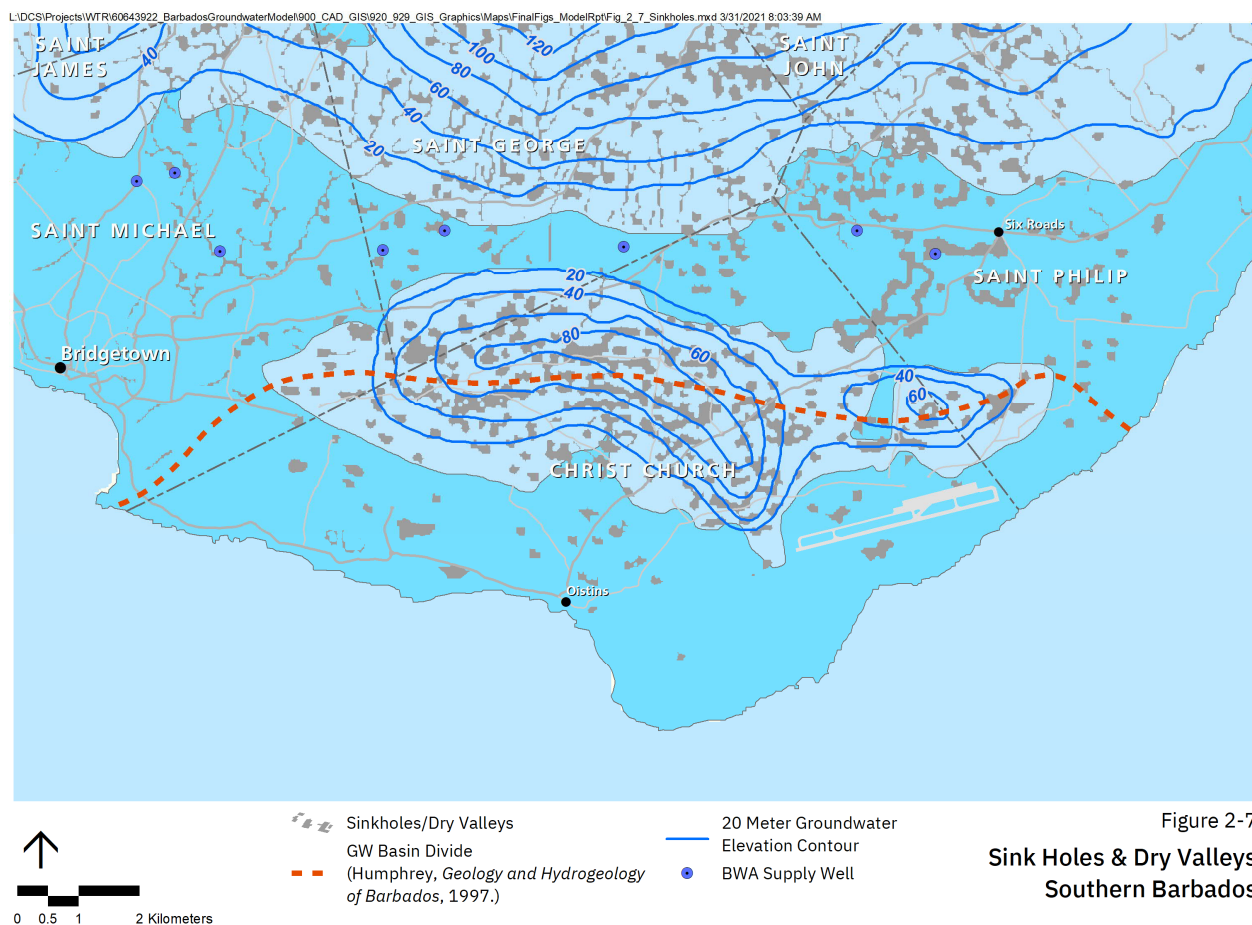 L:\DCS\Projects\WTR\60643922_BarbadosGroundwaterModel\900_CAD_GIS\920_929_GIS_Graphics\Maps\FinalFigs_ModelRpt\Fig_2_7_Sinkholes.mxd 3/31/2021 8:03:39 AM
SAINT
JAMES
40
120
100
80
60
40
20
SAINT
JOHN
SAINT GEORGE
SAINT MICHAEL
Six Roads
SAINT PHILIP
20
40
80
60
Bridgetown
40
60
CHRIST CHURCH
Oistins
Sinkholes/Dry Valleys
GW Basin Divide
(Humphrey, Geology and Hydrogeology
of Barbados, 1997.)
20 Meter Groundwater
Elevation Contour
BWA Supply Well
Figure 2-7
Sink Holes & Dry Valleys
Southern Barbados
0 0.5 1 2 Kilometers